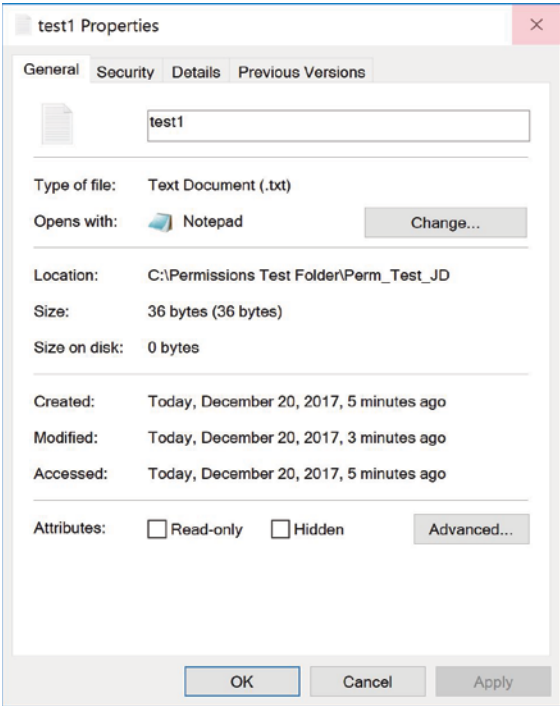 test1 Properties
General Security Details Previous Versions
test1
Type of file: Text Document (.txt)
Opens with: Notepad Change...
Location: C:\Permissions Test Folder\Perm_Test_JD
Size: 36 bytes (36 bytes)
Size on disk: 0 bytes
Created: Today, December 20, 2017, 5 minutes ago
Modified: Today, December 20, 2017, 3 minutes ago
Accessed: Today, December 20, 2017, 5 minutes ago
Attributes: Read-only Hidden Advanced...
OK Cancel Apply